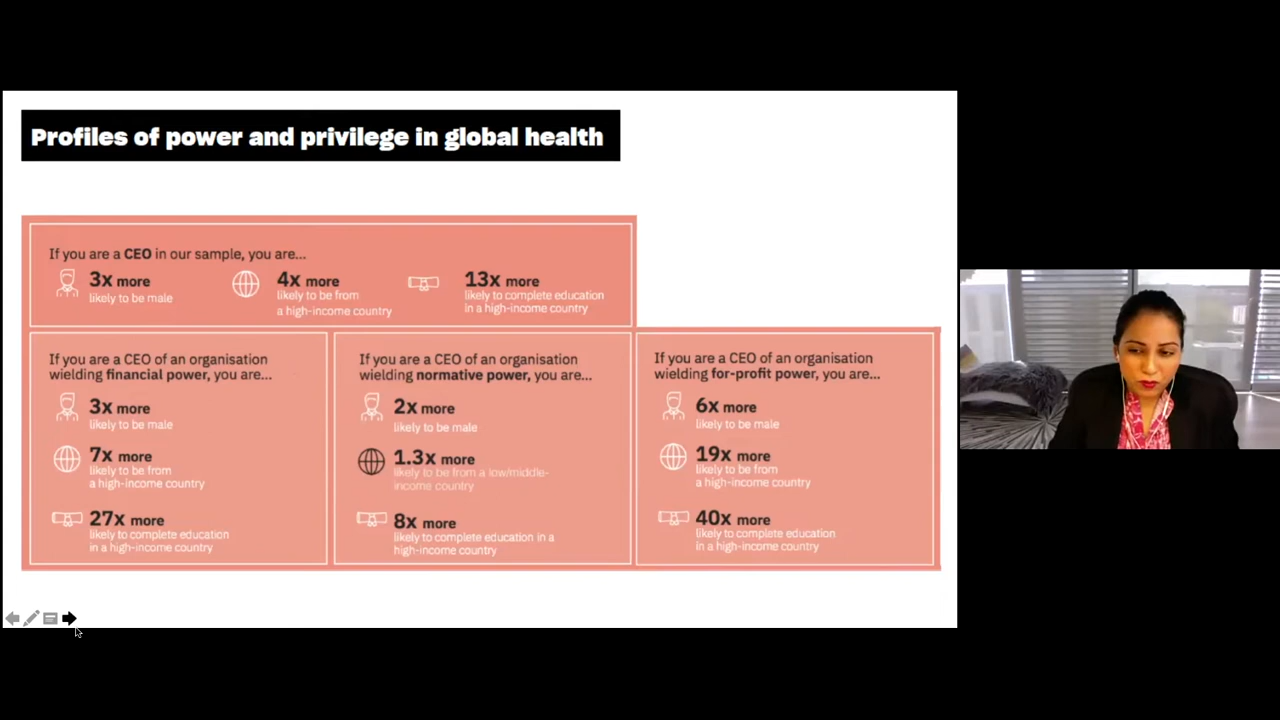 Profiles of power and privilege in global health
If you are a CEO in our sample, you are...
3x more
likely to be male
4x more
likely to be from
a high-income country
13x more
likely to complete education
in a high-income country
If you are a CEO of an organisation
wielding financial power, you are...
3x more
likely to be male
7x more
likely to be from
a high-income country
27x more
likely to complete education
in a high-income country
If you are a CEO of an organisation
wielding normative power, you are...
2x more
likely to be male
1.3x more
likely to be from a low/middle-
income country
8x more
likely to complete education in a
high-income country
If you are a CEO of an organisation
wielding for-profit power, you are...
6x more
likely to be male
19x more
likely to be from
a high-income country
40x more
likely to complete education
in a high-income country